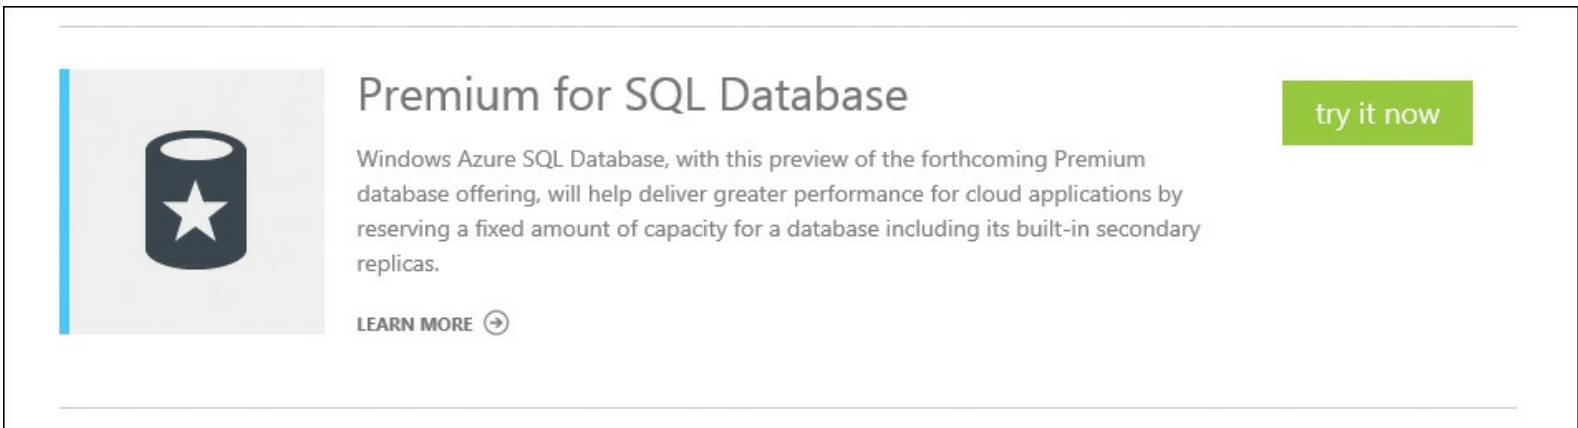 Premium for SQL Database
try it now
Windows Azure SQL Database, with this preview of the forthcoming Premium
database offering, will help deliver greater performance for cloud applications by
reserving a fixed amount of capacity for a database including its built-in secondary
replicas.
LEARN MORE